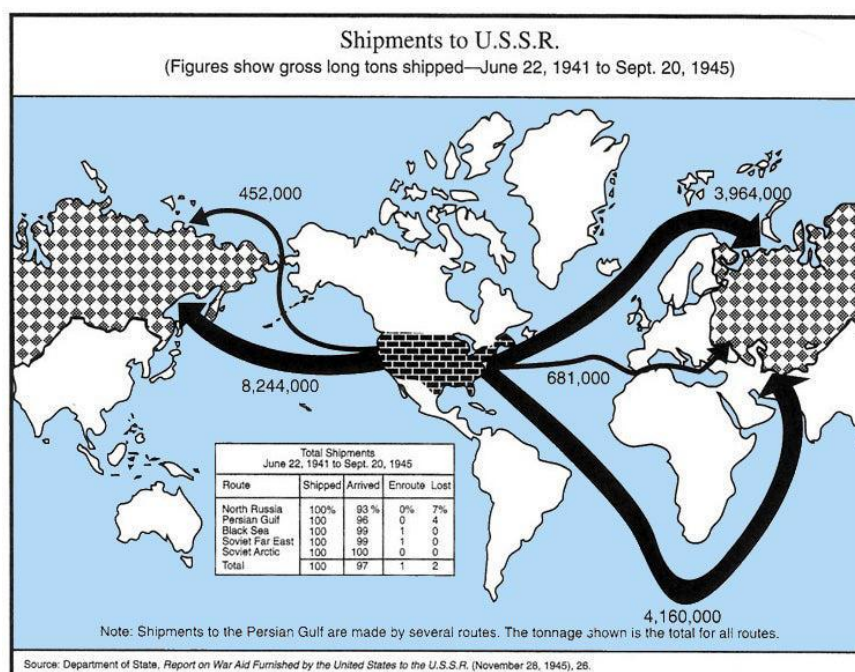 Shipments to U.S.S.R.
(Figures show gross long tons shipped—June 22, 1941 to Sept. 20, 1945)
452,000
3,964,000
8,244,000
681,000
Total Shipments
June 22, 1941 to Sept. 20, 1945
Route Shipped Arrived Enroute Lost
North Russia 100% 93% 0% 7%
Persian Gulf 100 96 0 4
Black Sea 100 99 1 0
Soviet Far East 100 99 1 0
Soviet Arctic 100 100 0 0
Total 100 97 1 2
4,160,000
Note: Shipments to the Persian Gulf are made by several routes. The tonnage shown is the total for all routes.
Source: Department of State, Report on War Aid Furnished by the United States to the U.S.S.R. (November 28, 1945), 26.